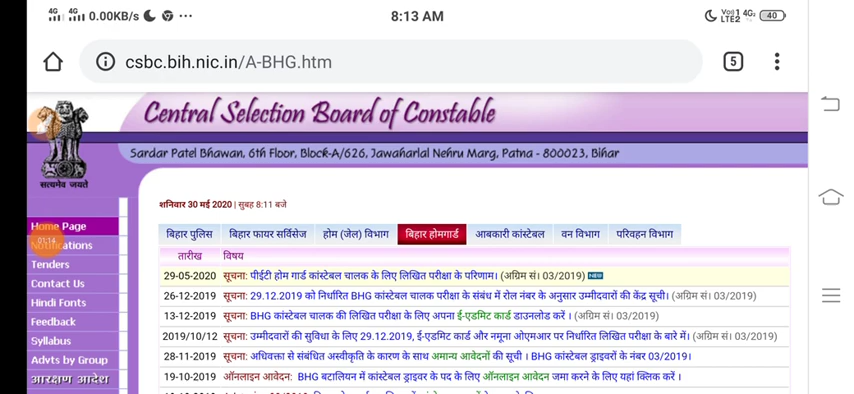 4G 4G 0.00KB/s ... 8:13 AM Vo)) 1 LTE2 4G 40
csbc.bih.nic.in/A-BHG.htm 5
Central Selection Board of Constable
Sardar Patel Bhawan, 6th Floor, Block-A/626, Jawaharlal Nehru Marg, Patna - 800023, Bihar
सत्यमेव जयते
शनिवार 30 मई 2020 | सुबह 8:11 बजे
Home Page
01:14
Notifications
Tenders
Contact Us
Hindi Fonts
Feedback
Syllabus
Advts by Group
आरक्षण आदेश
बिहार पुलिस बिहार फायर सर्विसेज होम (जेल) विभाग बिहार होमगार्ड आबकारी कांस्टेबल वन विभाग परिवहन विभाग
तारीख विषय
29-05-2020 सूचना: पीईटी होम गार्ड कांस्टेबल चालक के लिए लिखित परीक्षा के परिणाम। (अग्रिम सं। 03/2019) NEW
26-12-2019 सूचना: 29.12.2019 को निर्धारित BHG कांस्टेबल चालक परीक्षा के संबंध में रोल नंबर के अनुसार उम्मीदवारों की केंद्र सूची। (अग्रिम सं। 03/2019)
13-12-2019 सूचना: BHG कांस्टेबल चालक की लिखित परीक्षा के लिए अपना ई-एडमिट कार्ड डाउनलोड करें । (अग्रिम सं। 03/2019)
2019/10/12 सूचना: उम्मीदवारों की सुविधा के लिए 29.12.2019, ई-एडमिट कार्ड और नमूना ओएमआर पर निर्धारित लिखित परीक्षा के बारे में। (अग्रिम सं। 03/2019)
28-11-2019 सूचना: अधिवक्ता से संबंधित अस्वीकृति के कारण के साथ अमान्य आवेदनों की सूची । BHG कांस्टेबल ड्राइवरों के नंबर 03/2019।
19-10-2019 ऑनलाइन आवेदन: BHG बटालियन में कांस्टेबल ड्राइवर के पद के लिए ऑनलाइन आवेदन जमा करने के लिए यहां क्लिक करें ।